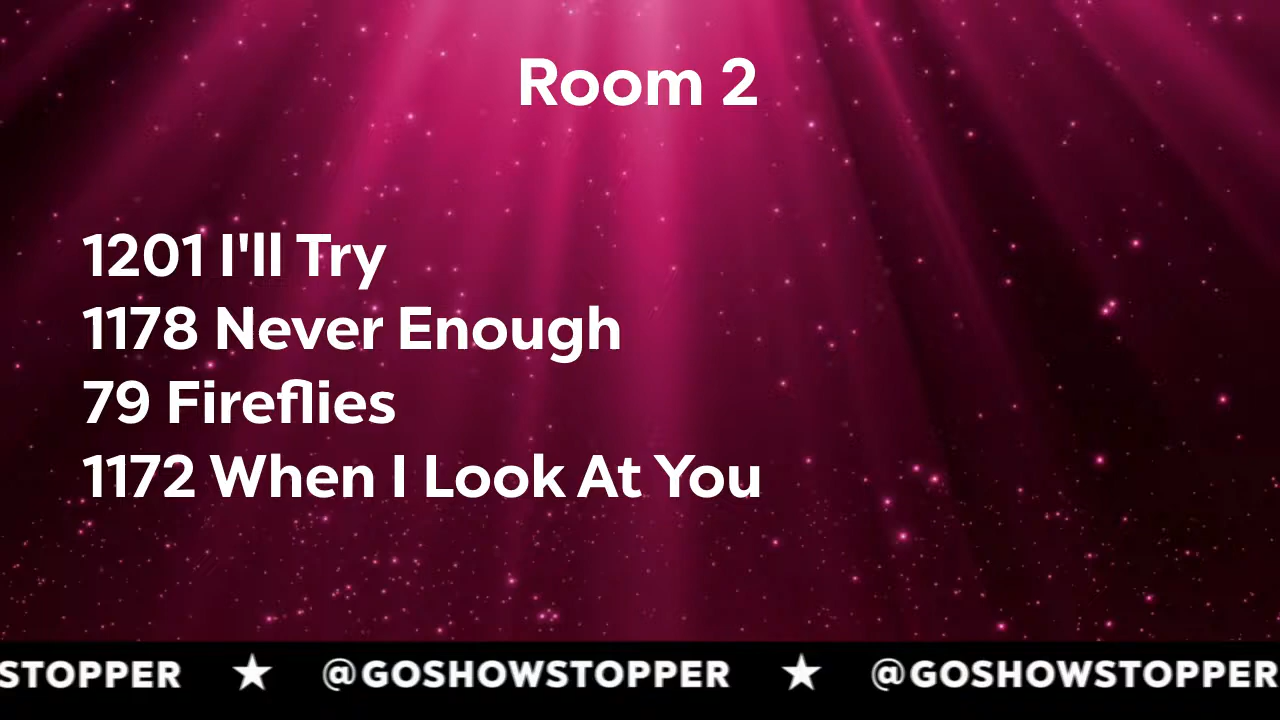 Room 2
1201 I'll Try
1178 Never Enough
79 Fireflies
1172 When I Look At You
STOPPER ★ @GOSHOWSTOPPER ★ @GOSHOWSTOPPER